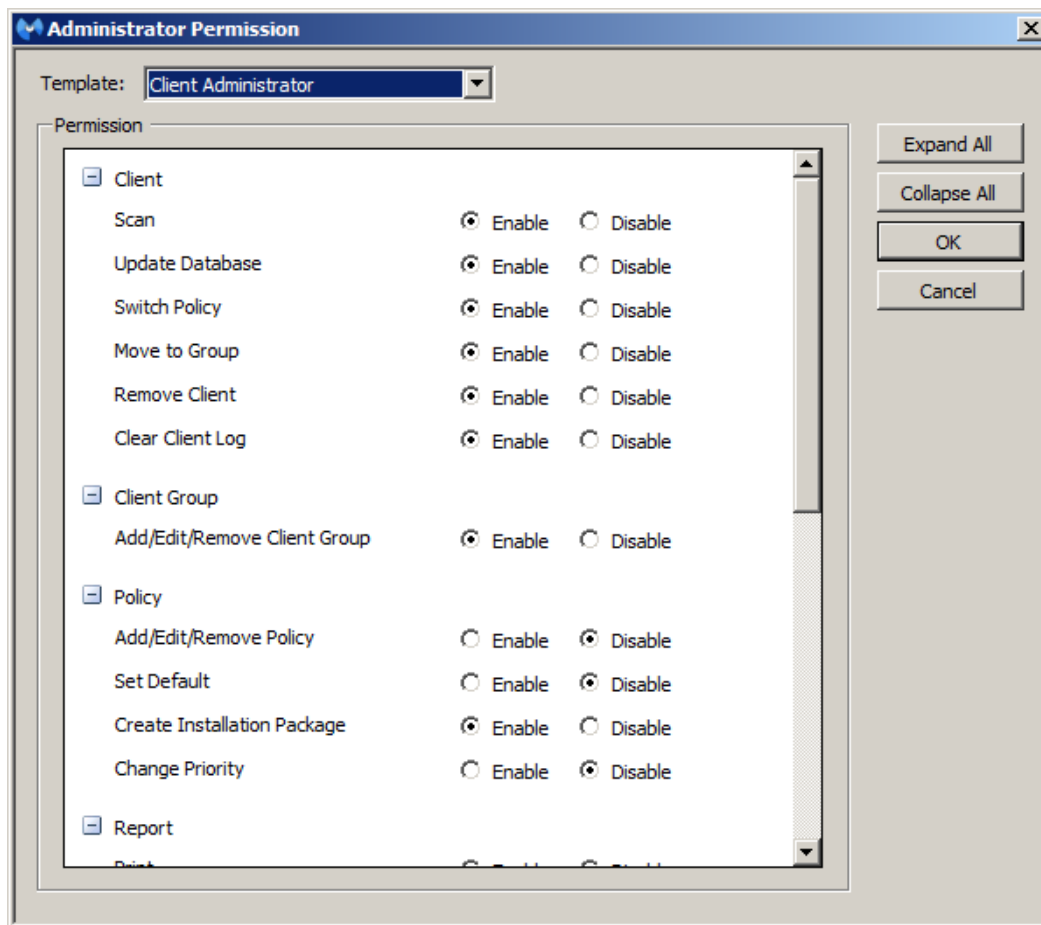 Administrator Permission
Template: Client Administrator
Permission
Expand All
Collapse All
OK
Cancel
Client
Scan Enable Disable
Update Database Enable Disable
Switch Policy Enable Disable
Move to Group Enable Disable
Remove Client Enable Disable
Clear Client Log Enable Disable
Client Group
Add/Edit/Remove Client Group Enable Disable
Policy
Add/Edit/Remove Policy Enable Disable
Set Default Enable Disable
Create Installation Package Enable Disable
Change Priority Enable Disable
Report